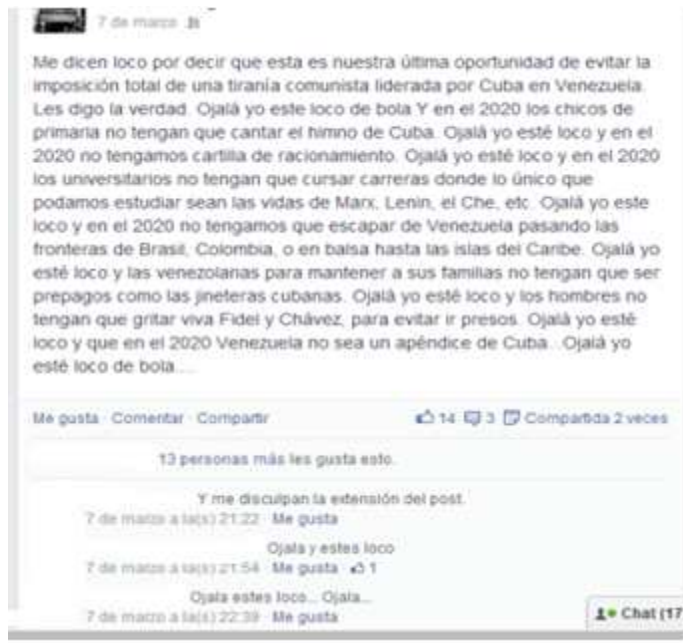 7 de marzo
Me dicen loco por decir que esta es nuestra última oportunidad de evitar la
imposición total de una tiranía comunista liderada por Cuba en Venezuela.
Les digo la verdad. Ojalá yo este loco de bola Y en el 2020 los chicos de
primaria no tengan que cantar el himno de Cuba. Ojalá yo esté loco y en el
2020 no tengamos cartilla de racionamiento. Ojalá yo esté loco y en el 2020
los universitarios no tengan que cursar carreras donde lo único que
podamos estudiar sean las vidas de Marx, Lenin, el Che, etc. Ojalá yo este
loco y en el 2020 no tengamos que escapar de Venezuela pasando las
fronteras de Brasil, Colombia, o en balsa hasta las islas del Caribe. Ojalá yo
esté loco y las venezolanas para mantener a sus familias no tengan que ser
prepagos como las jineteras cubanas. Ojalá yo esté loco y los hombres no
tengan que gritar viva Fidel y Chávez, para evitar ir presos. Ojalá yo esté
loco y que en el 2020 Venezuela no sea un apéndice de Cuba...Ojalá yo
esté loco de bola....
Me gusta · Comentar · Compartir 14 3 Compartida 2 veces
13 personas más les gusta esto.
Y me disculpan la extensión del post.
7 de marzo a la(s) 21:22 · Me gusta
Ojala y estes loco
7 de marzo a la(s) 21:54 · Me gusta · 1
Ojala estes loco... Ojala...
7 de marzo a la(s) 22:39 · Me gusta
Chat (17